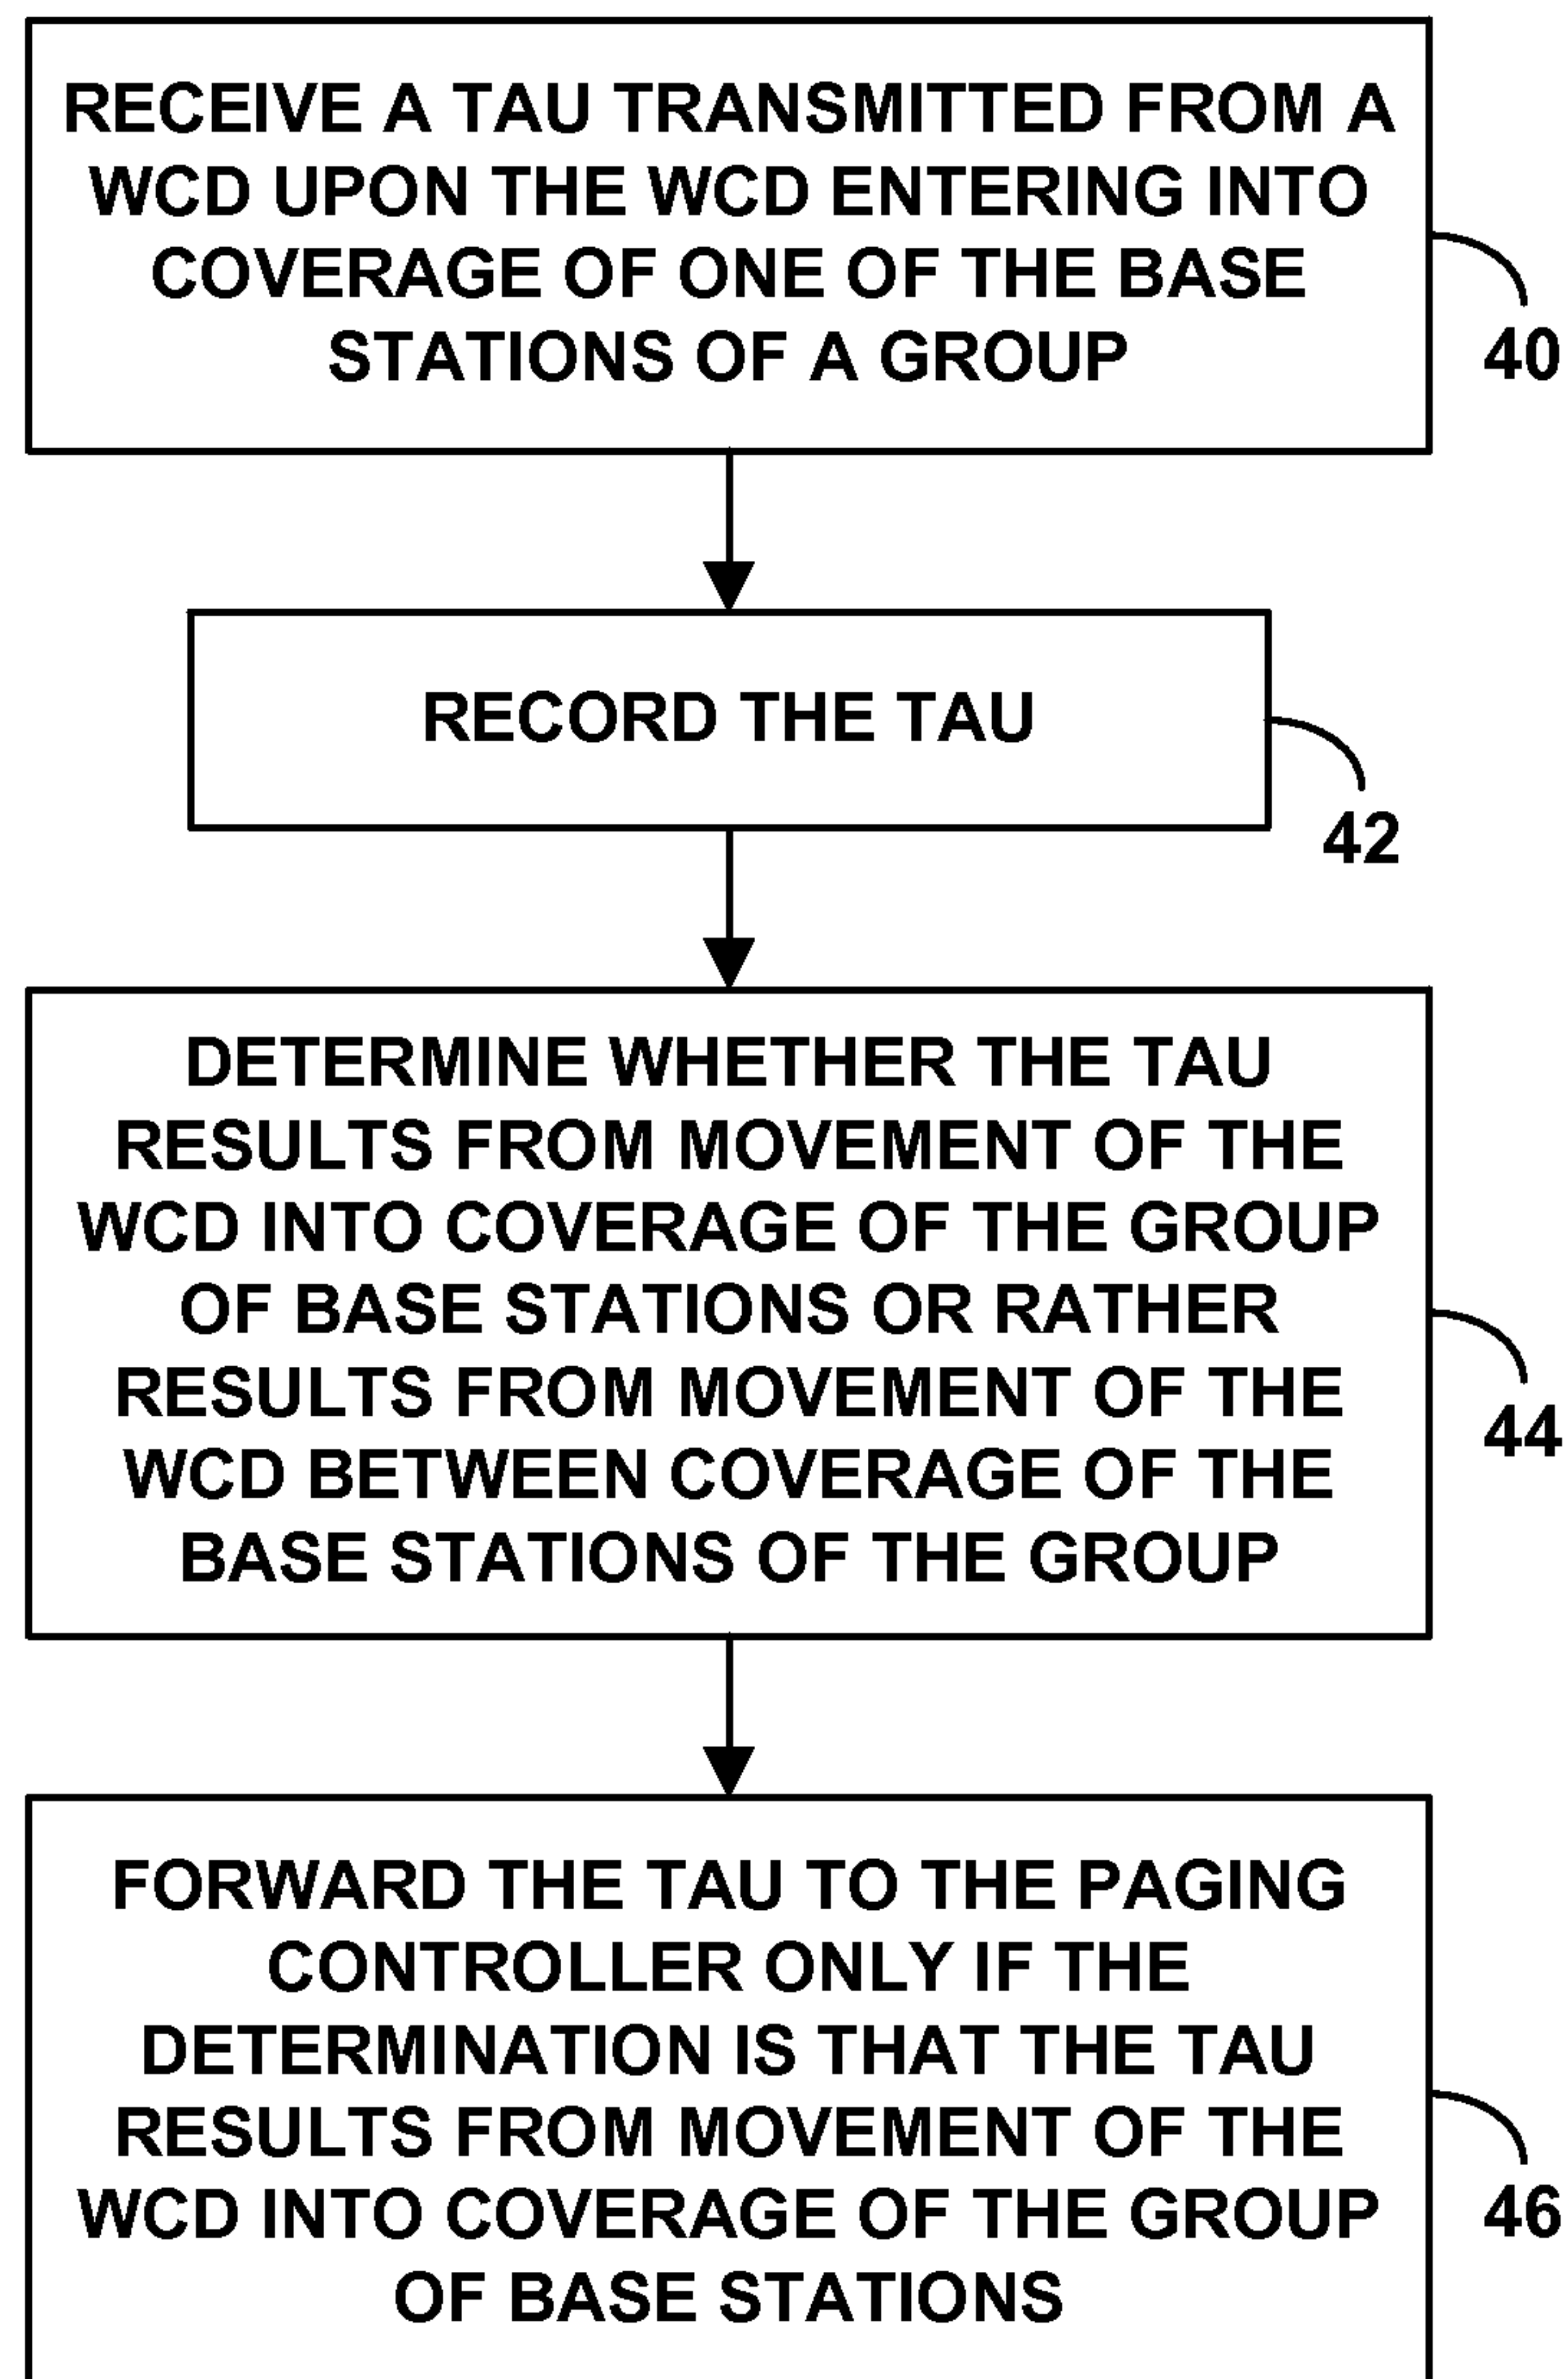 RECEIVE A TAU TRANSMITTED FROM A
WCD UPON THE WCD ENTERING INTO
COVERAGE OF ONE OF THE BASE
STATIONS OF A GROUP
40
RECORD THE TAU
42
DETERMINE WHETHER THE TAU
RESULTS FROM MOVEMENT OF THE
WCD INTO COVERAGE OF THE GROUP
OF BASE STATIONS OR RATHER
RESULTS FROM MOVEMENT OF THE
WCD BETWEEN COVERAGE OF THE
BASE STATIONS OF THE GROUP
44
FORWARD THE TAU TO THE PAGING
CONTROLLER ONLY IF THE
DETERMINATION IS THAT THE TAU
RESULTS FROM MOVEMENT OF THE
WCD INTO COVERAGE OF THE GROUP
OF BASE STATIONS
46